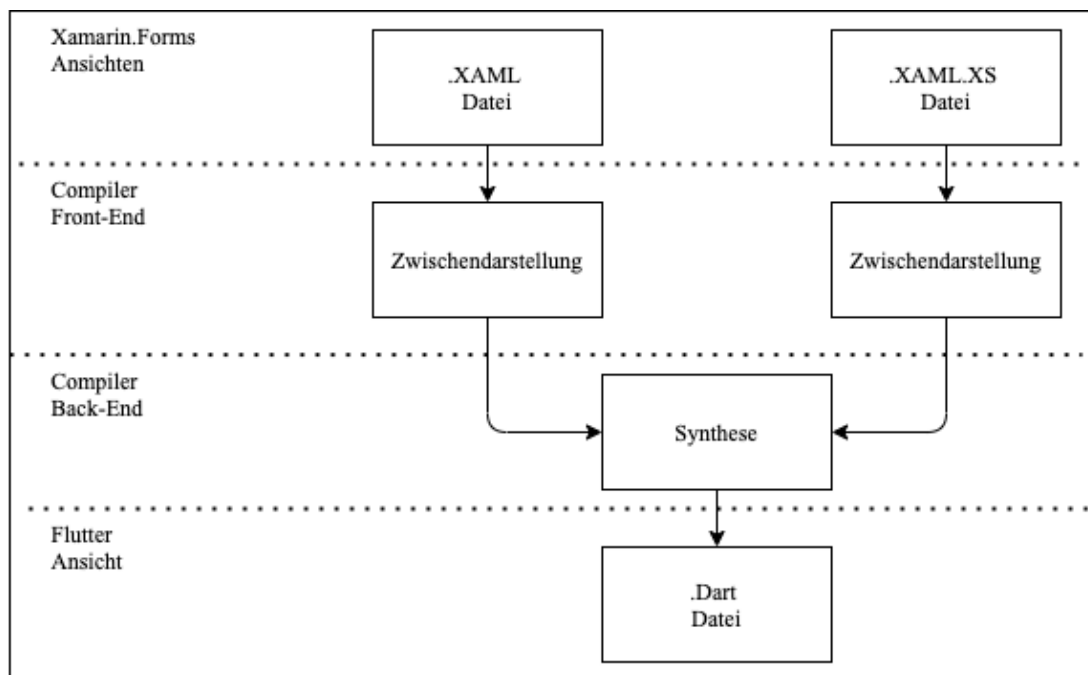 Xamarin.Forms
Ansichten
.XAML
Datei
.XAML.XS
Datei
Compiler
Front-End
Zwischendarstellung
Zwischendarstellung
Compiler
Back-End
Synthese
Flutter
Ansicht
.Dart
Datei